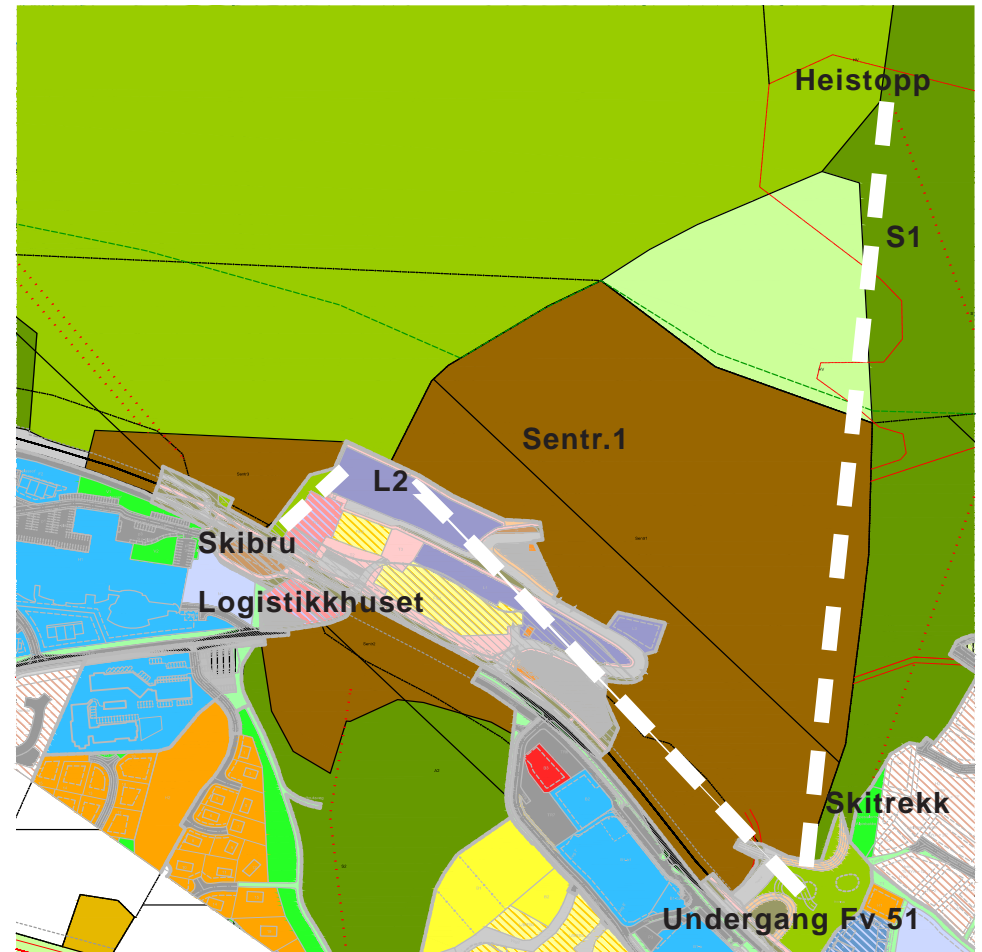 Heistopp
S1
Sentr.1
L2
Skibru
Logistikkhuset
Skitrekk
Undergang Fv 51